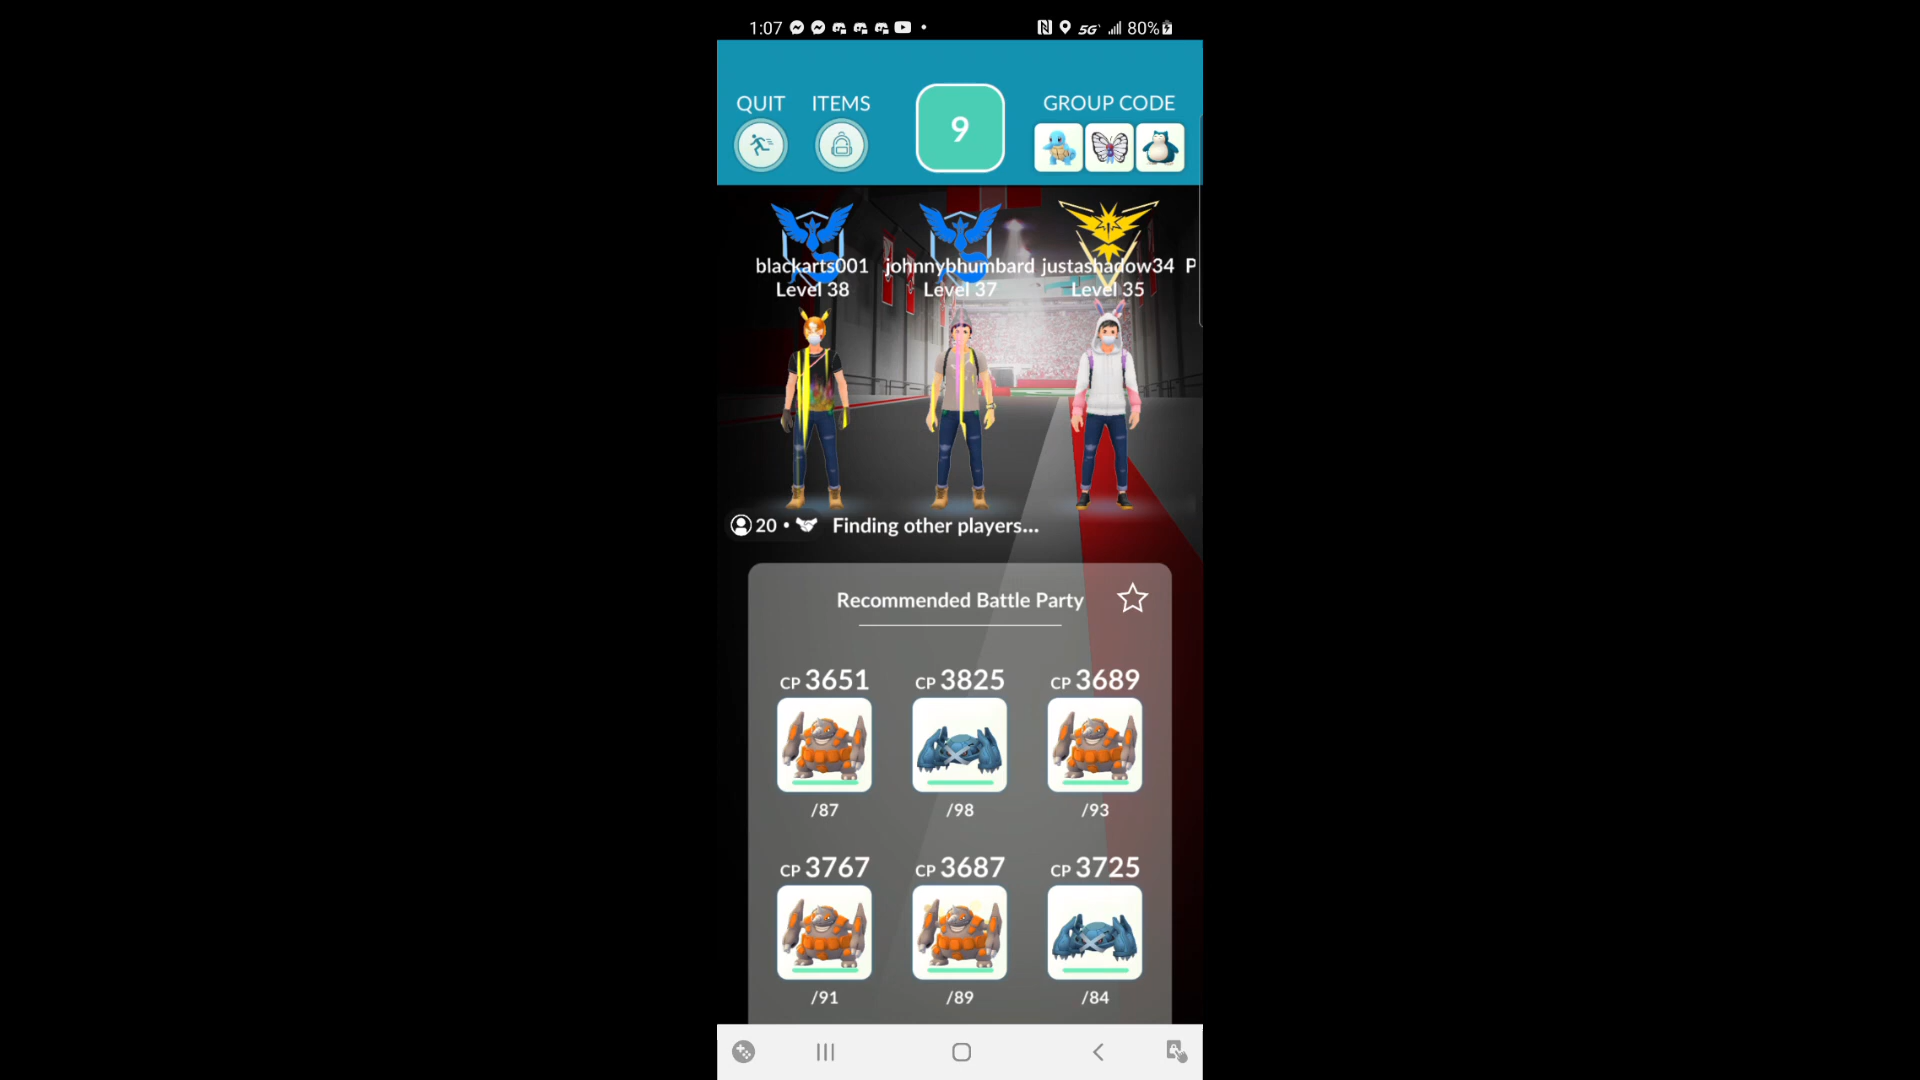 1:07 5G 80%
QUIT ITEMS 9 GROUP CODE
blackarts001 johnnybhumbard justashadow34 P
Level 38 Level 37 Level 35
20 • Finding other players...
Recommended Battle Party
CP 3651 CP 3825 CP 3689
/87 /98 /93
CP 3767 CP 3687 CP 3725
/91 /89 /84